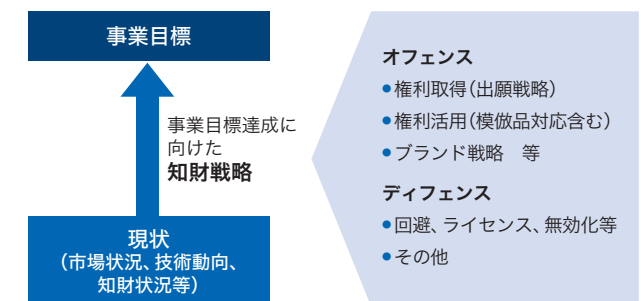 事業目標
事業目標達成に
向けた
知財戦略
現状
(市場状況、技術動向、
知財状況等)
オフェンス
●権利取得(出願戦略)
●権利活用(模倣品対応含む)
●ブランド戦略　等
ディフェンス
●回避、ライセンス、無効化等
●その他